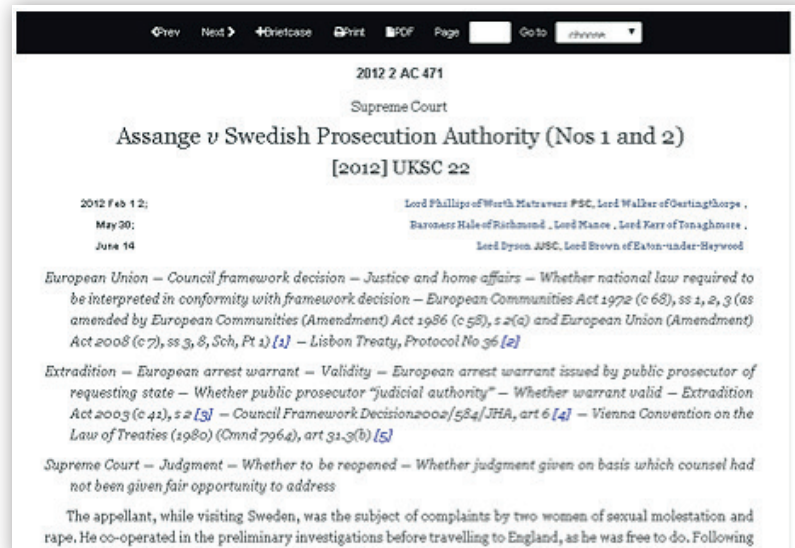 Prev Next Briefcase Print PDF Page Go to choose
2012 2 AC 471
Supreme Court
Assange v Swedish Prosecution Authority (Nos 1 and 2)
[2012] UKSC 22
2012 Feb 1 2; Lord Phillips of Worth Matravers PSC, Lord Walker of Gestingthorpe ,
May 30; Baroness Hale of Richmond , Lord Mance , Lord Kerr of Tonaghmore ,
June 14 Lord Dyson JJSC, Lord Brown of Eaton-under-Heywood
European Union — Council framework decision — Justice and home affairs — Whether national law required to
be interpreted in conformity with framework decision — European Communities Act 1972 (c 68), ss 1, 2, 3 (as
amended by European Communities (Amendment) Act 1986 (c 58), s 2(a) and European Union (Amendment)
Act 2008 (c 7), ss 3, 8, Sch, Pt 1) [1] — Lisbon Treaty, Protocol No 36 [2]
Extradition — European arrest warrant — Validity — European arrest warrant issued by public prosecutor of
requesting state — Whether public prosecutor “judicial authority” — Whether warrant valid — Extradition
Act 2003 (c 41), s 2 [3] — Council Framework Decision2002/584/JHA, art 6 [4] — Vienna Convention on the
Law of Treaties (1980) (Cmnd 7964), art 31.3(b) [5]
Supreme Court — Judgment — Whether to be reopened — Whether judgment given on basis which counsel had
not been given fair opportunity to address
The appellant, while visiting Sweden, was the subject of complaints by two women of sexual molestation and
rape. He co-operated in the preliminary investigations before travelling to England, as he was free to do. Following